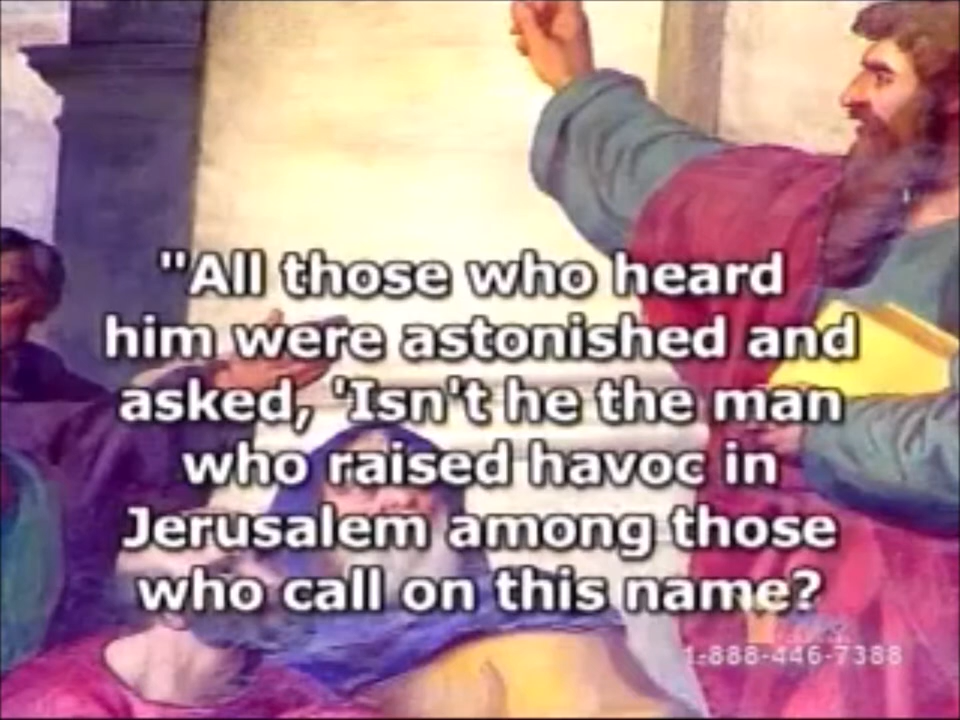 "All those who heard
him were astonished and
asked, 'Isn't he the man
who raised havoc in
Jerusalem among those
who call on this name?
1-888-446-7388